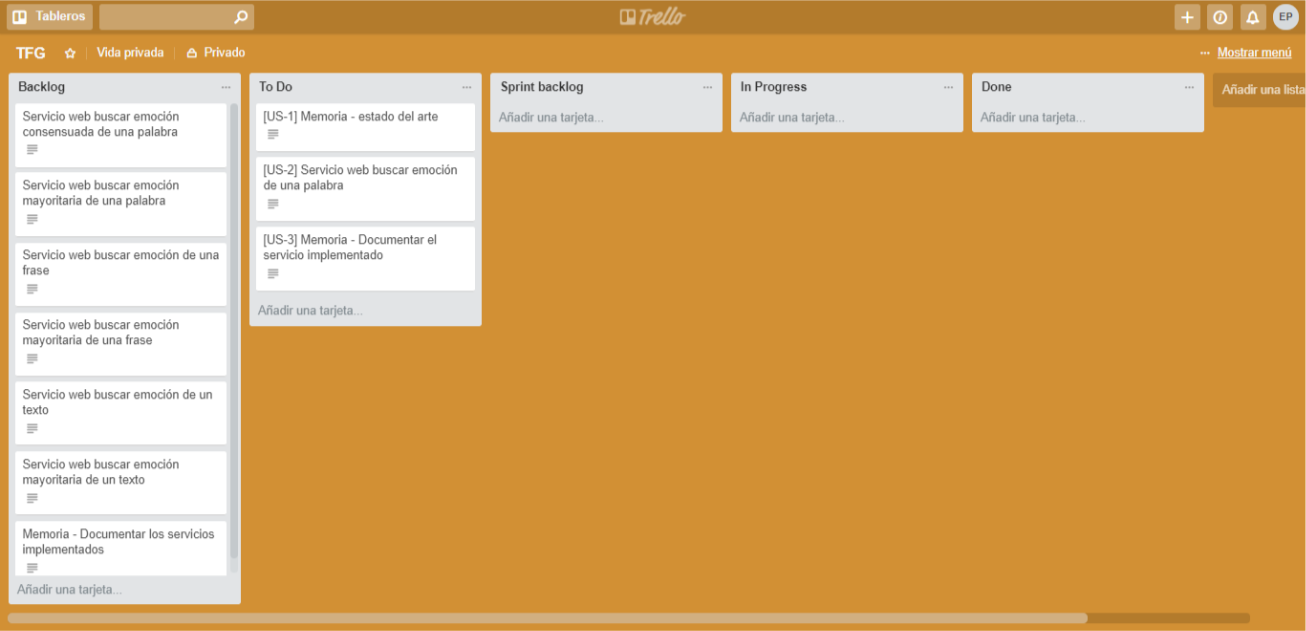 Tableros
Trello
EP
TFG
Vida privada
Privado
... Mostrar menú
Backlog
Servicio web buscar emoción
consensuada de una palabra
Servicio web buscar emoción
mayoritaria de una palabra
Servicio web buscar emoción de una
frase
Servicio web buscar emoción
mayoritaria de una frase
Servicio web buscar emoción de un
texto
Servicio web buscar emoción
mayoritaria de un texto
Memoria - Documentar los servicios
implementados
Añadir una tarjeta...
To Do
[US-1] Memoria - estado del arte
[US-2] Servicio web buscar emoción
de una palabra
[US-3] Memoria - Documentar el
servicio implementado
Añadir una tarjeta...
Sprint backlog
Añadir una tarjeta...
In Progress
Añadir una tarjeta...
Done
Añadir una tarjeta...
Añadir una lista